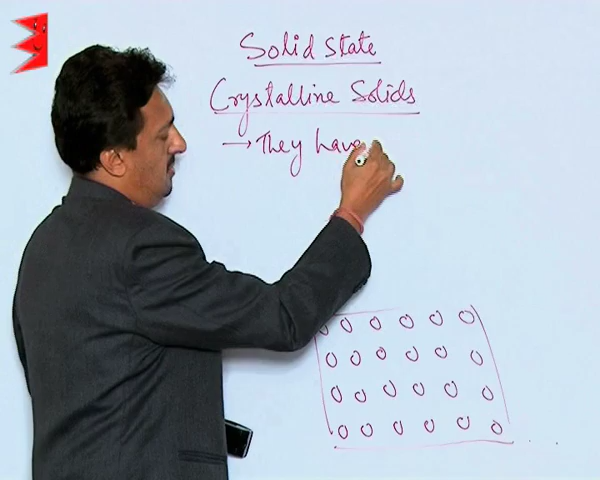 Solid state
Crystalline Solids
→ They have